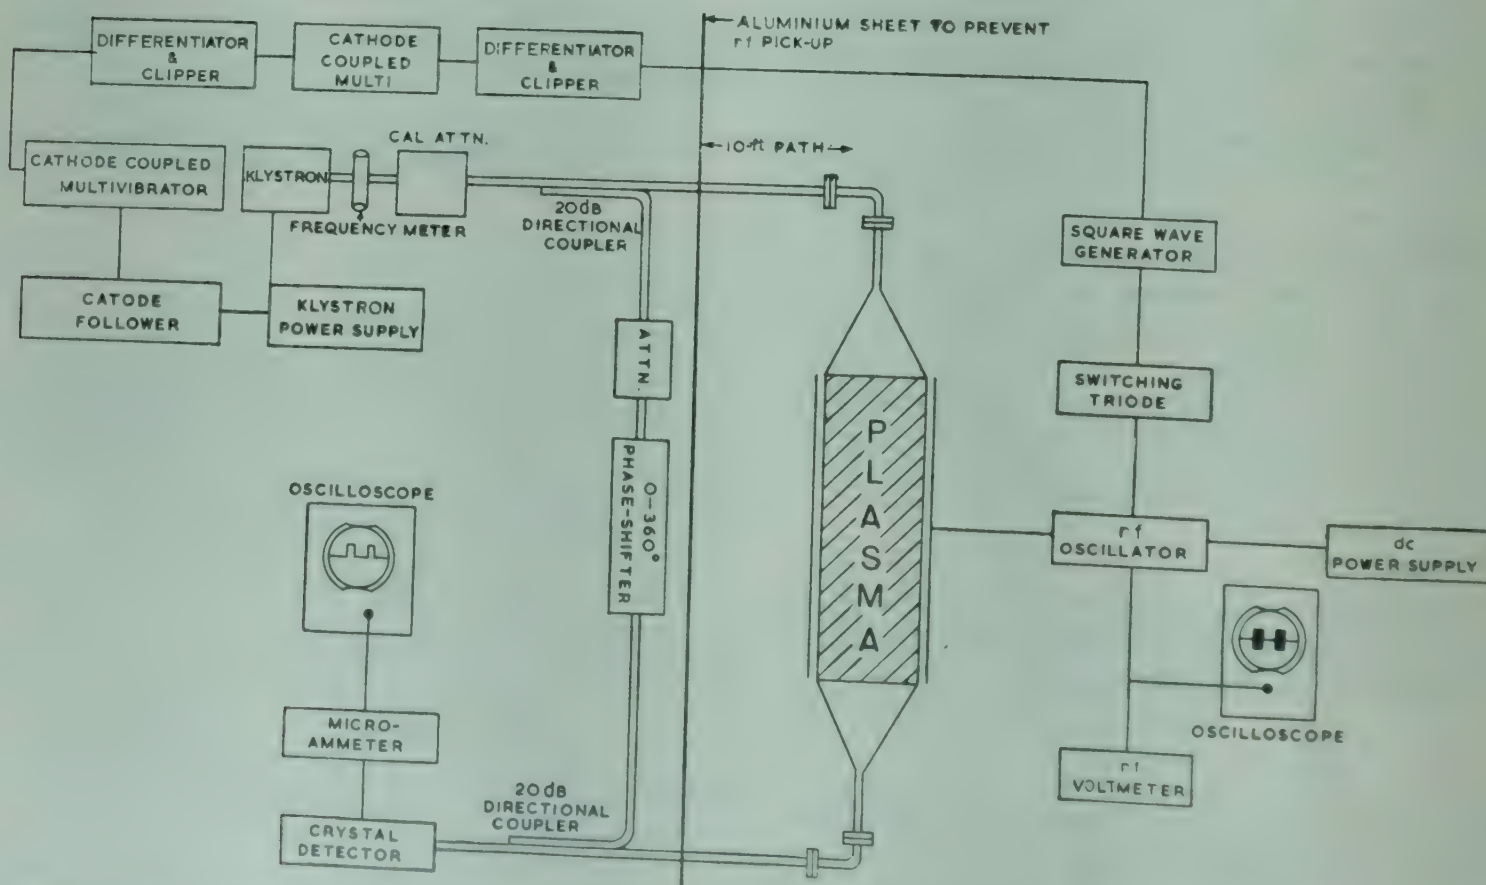 DIFFERENTIATOR
&
CLIPPER
CATHODE
COUPLED
MULTI
DIFFERENTIATOR
&
CLIPPER
ALUMINIUM SHEET TO PREVENT
rf PICK-UP
CATHODE COUPLED
MULTIVIBRATOR
KLYSTRON
CAL ATTN.
FREQUENCY METER
10-ft PATH
20dB
DIRECTIONAL
COUPLER
SQUARE WAVE
GENERATOR
CATODE
FOLLOWER
KLYSTRON
POWER SUPPLY
ATTN.
SWITCHING
TRIODE
0-360°
PHASE-SHIFTER
PLASMA
OSCILLOSCOPE
rf
OSCILLATOR
dc
POWER SUPPLY
OSCILLOSCOPE
MICRO-
AMMETER
rf
VOLTMETER
20dB
DIRECTIONAL
COUPLER
CRYSTAL
DETECTOR